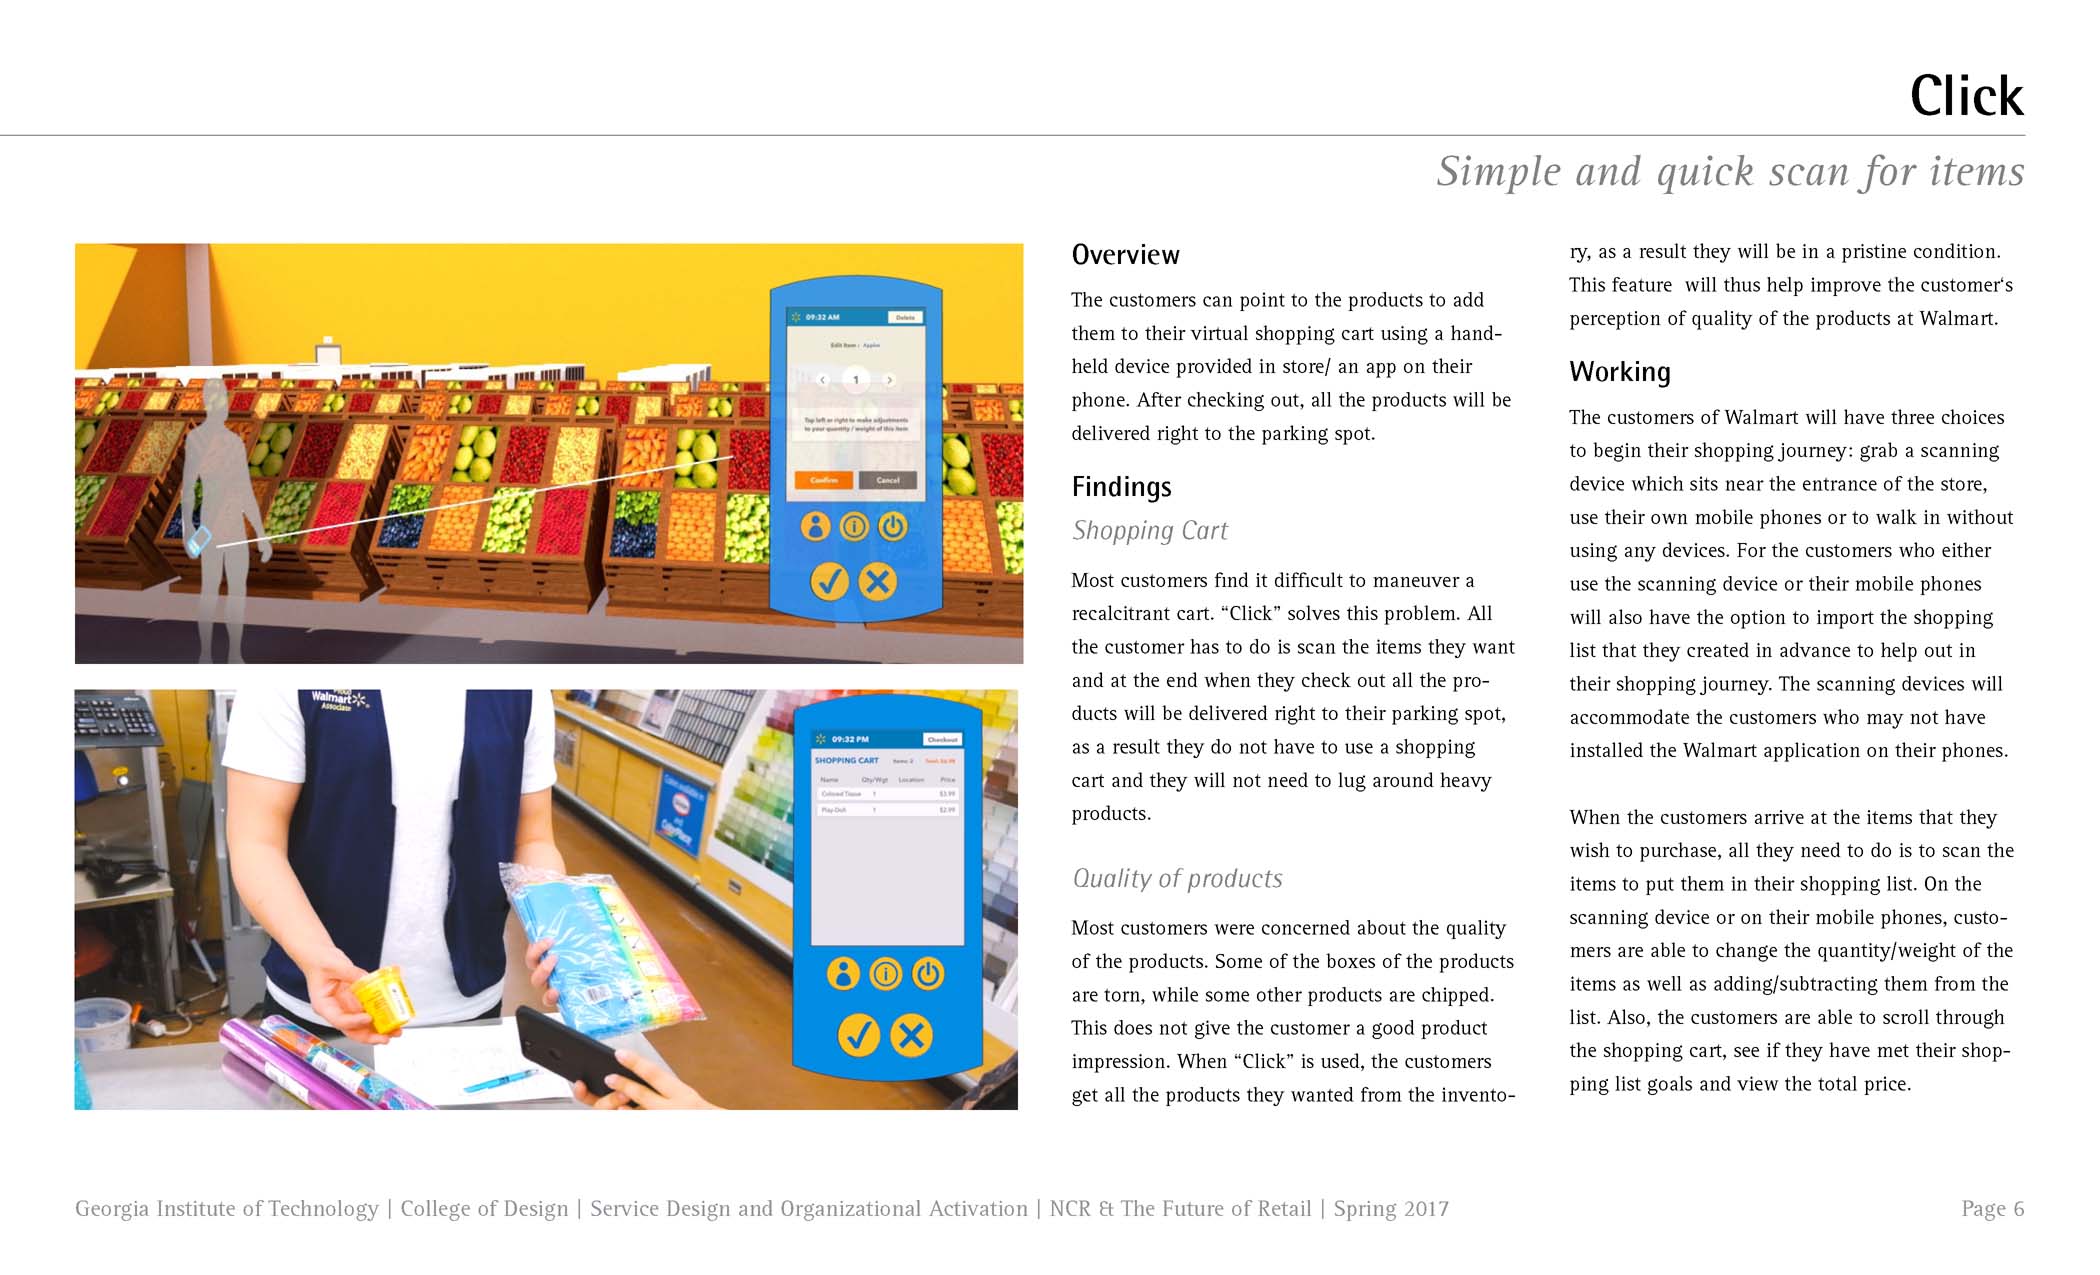 Click
Simple and quick scan for items
09:32 AM
Delete
Edit Item : Apples
1
Tap left or right to make adjustments
to your quantity / weight of this item
Confirm
Cancel
Proud
Walmart
Associate
09:32 PM
Checkout
SHOPPING CART
Items: 2
Total: $6.98
Name Qty/Wgt Location Price
Colored Tissue 1 $3.99
Play-Doh 1 $2.99
Overview
The customers can point to the products to add
them to their virtual shopping cart using a hand-
held device provided in store/ an app on their
phone. After checking out, all the products will be
delivered right to the parking spot.
Findings
Shopping Cart
Most customers find it difficult to maneuver a
recalcitrant cart. “Click” solves this problem. All
the customer has to do is scan the items they want
and at the end when they check out all the pro-
ducts will be delivered right to their parking spot,
as a result they do not have to use a shopping
cart and they will not need to lug around heavy
products.
Quality of products
Most customers were concerned about the quality
of the products. Some of the boxes of the products
are torn, while some other products are chipped.
This does not give the customer a good product
impression. When “Click” is used, the customers
get all the products they wanted from the invento-
ry, as a result they will be in a pristine condition.
This feature  will thus help improve the customer‘s
perception of quality of the products at Walmart.
Working
The customers of Walmart will have three choices
to begin their shopping journey: grab a scanning
device which sits near the entrance of the store,
use their own mobile phones or to walk in without
using any devices. For the customers who either
use the scanning device or their mobile phones
will also have the option to import the shopping
list that they created in advance to help out in
their shopping journey. The scanning devices will
accommodate the customers who may not have
installed the Walmart application on their phones.
When the customers arrive at the items that they
wish to purchase, all they need to do is to scan the
items to put them in their shopping list. On the
scanning device or on their mobile phones, custo-
mers are able to change the quantity/weight of the
items as well as adding/subtracting them from the
list. Also, the customers are able to scroll through
the shopping cart, see if they have met their shop-
ping list goals and view the total price.
Georgia Institute of Technology | College of Design | Service Design and Organizational Activation | NCR & The Future of Retail | Spring 2017
Page 6